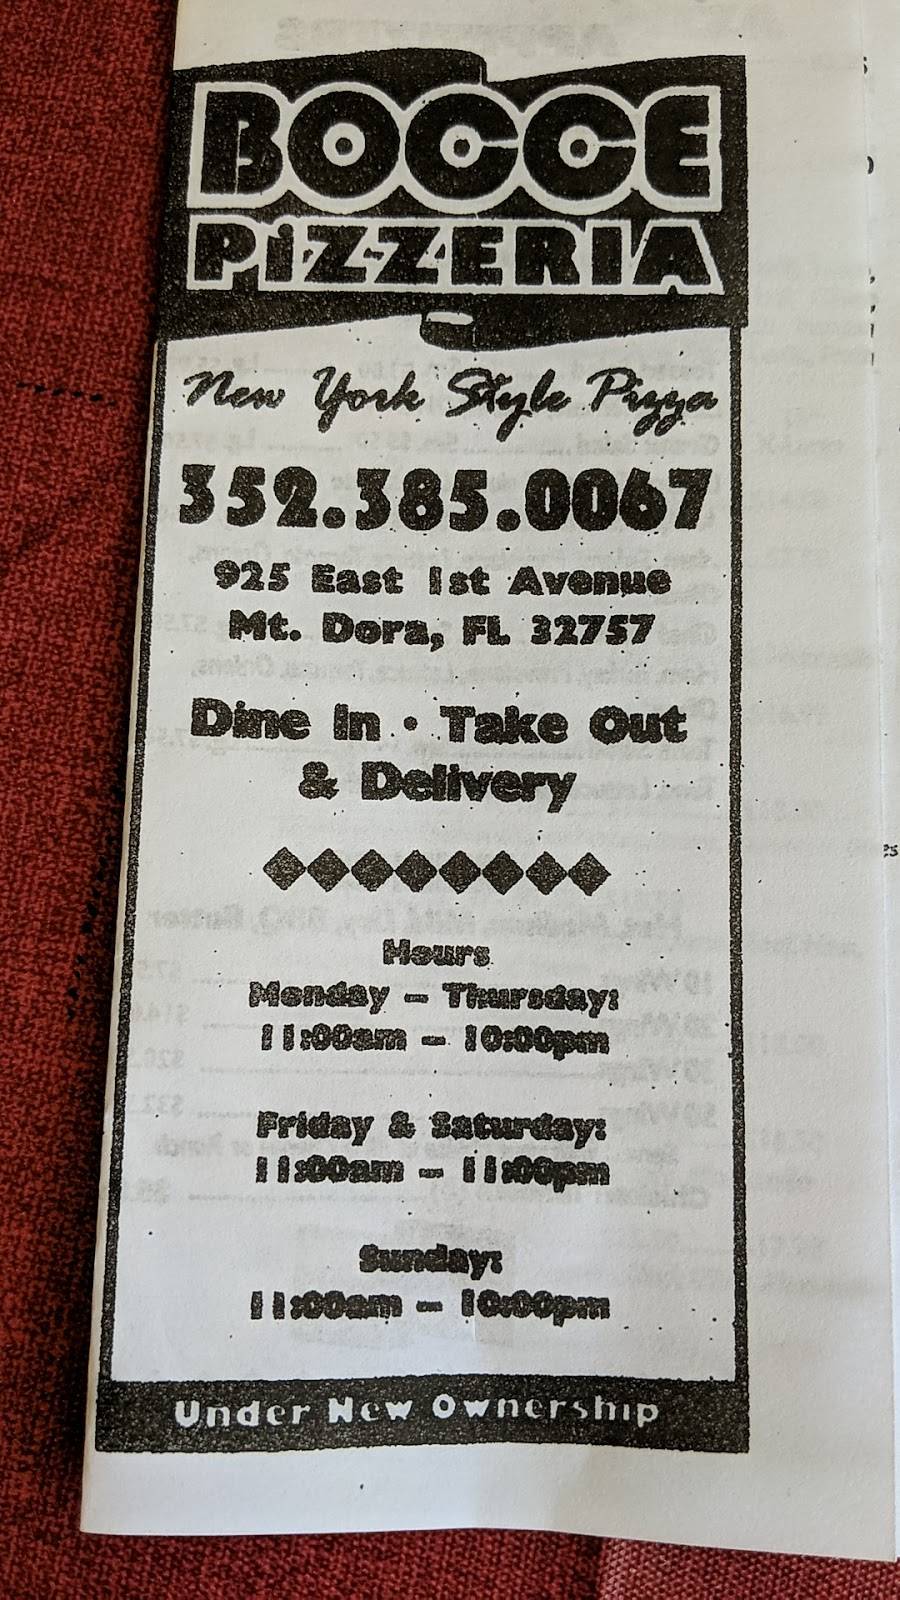 BOCCE
PiZZERIA
New York Style Pizza
352.385.0067
925 East 1st Avenue
Mt. Dora, FL 32757
Dine In • Take Out
& Delivery
Hours
Monday – Thursday:
11:00am – 10:00pm
Friday & Saturday:
11:00am – 11:00pm
Sunday:
11:00am – 10:00pm
Under New Ownership